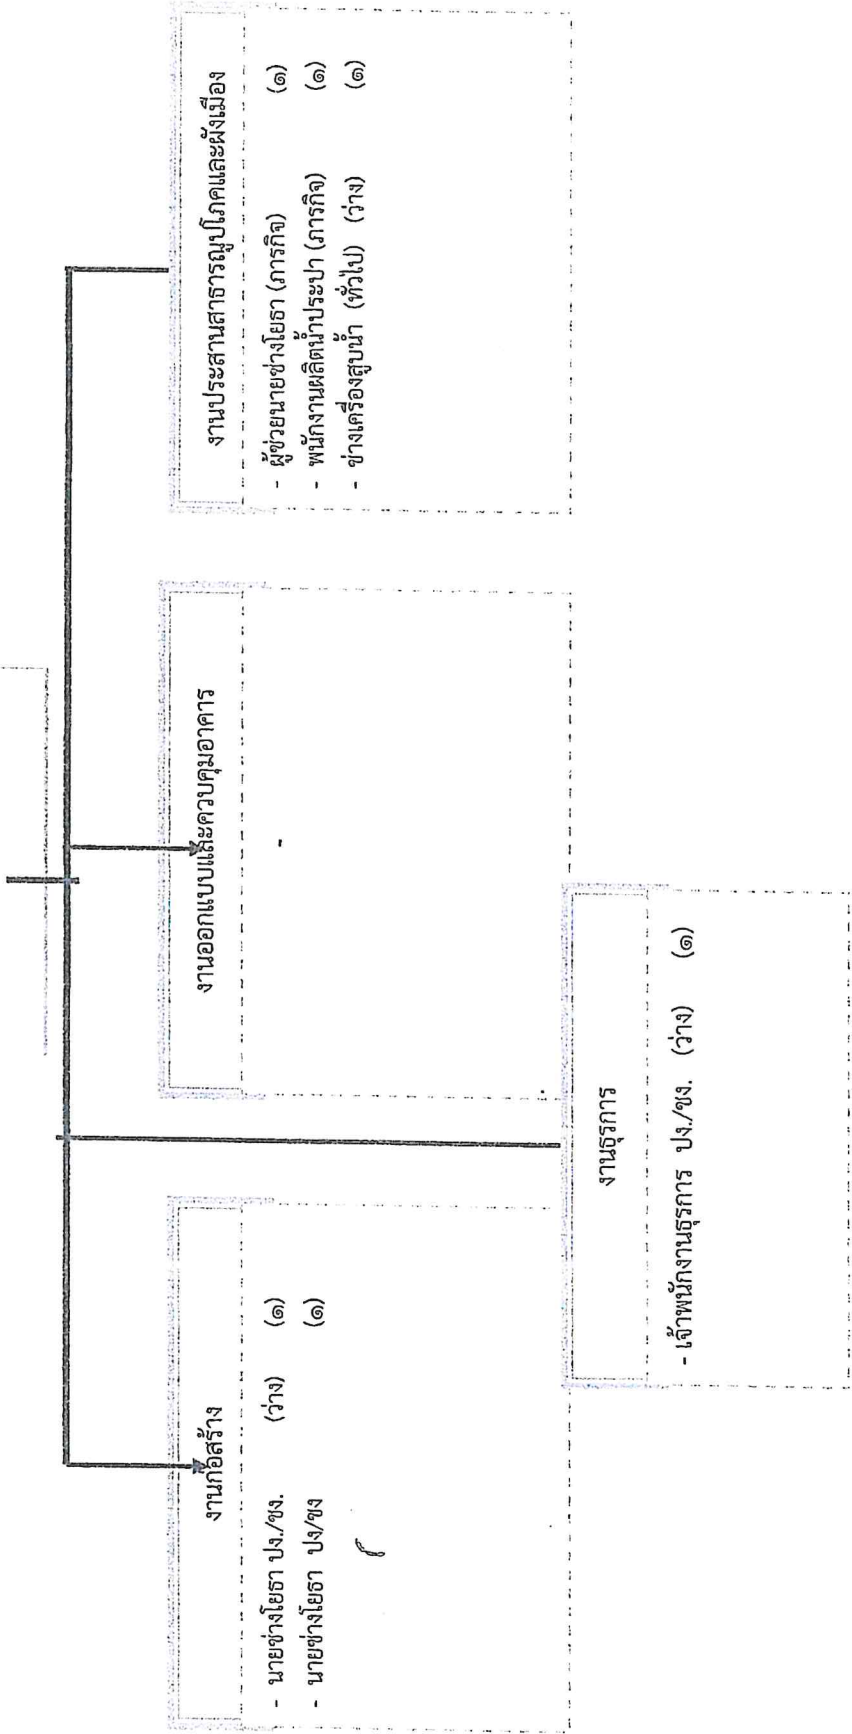 งานก่อสร้าง
- นายช่างโยธา ปง./ชง. (ว่าง) (๑)
- นายช่างโยธา ปง/ชง (๑)
งานออกแบบและควบคุมอาคาร
-
งานประสานสาธารณูปโภคและผังเมือง
- ผู้ช่วยนายช่างโยธา (ภารกิจ) (๑)
- พนักงานผลิตน้ำประปา (ภารกิจ) (๑)
- ช่างเครื่องสูบน้ำ (ทั่วไป) (ว่าง) (๑)
งานธุรการ
- เจ้าพนักงานธุรการ ปง./ชง. (ว่าง) (๑)